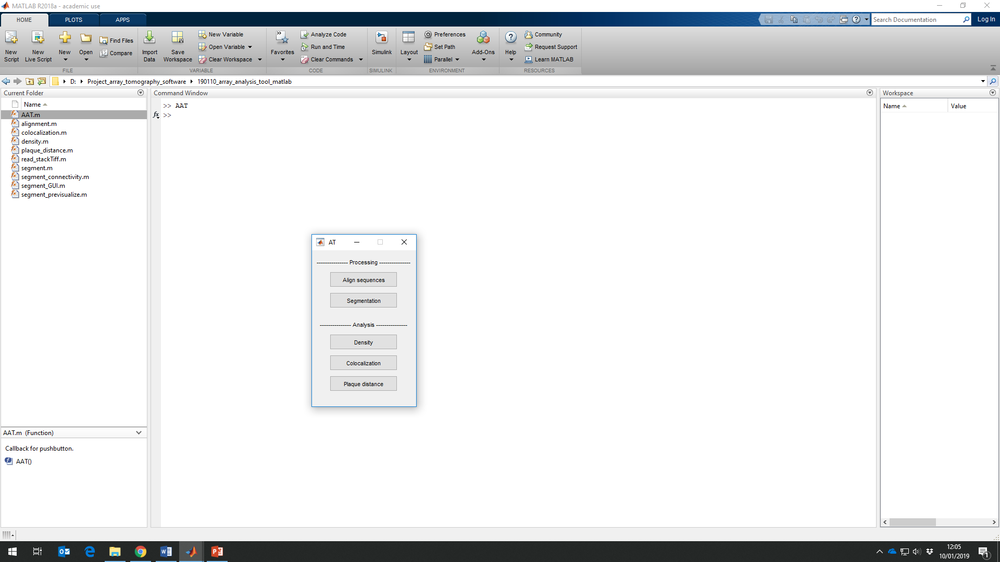 MATLAB R2018a - academic use
HOME PLOTS APPS
Search Documentation
Log In
New Script
New Live Script
New
Open
Find Files
Compare
FILE
Import Data
Save Workspace
New Variable
Open Variable
Clear Workspace
VARIABLE
Favorites
Analyze Code
Run and Time
Clear Commands
CODE
Simulink
SIMULINK
Layout
Preferences
Set Path
Parallel
Add-Ons
ENVIRONMENT
Help
Community
Request Support
Learn MATLAB
RESOURCES
D: Project_array_tomography_software 190110_array_analysis_tool_matlab
Current Folder
Name
AAT.m
alignment.m
colocalization.m
density.m
plaque_distance.m
read_stackTiff.m
segment.m
segment_connectivity.m
segment_GUI.m
segment_previsualize.m
AAT.m (Function)
Callback for pushbutton.
AAT()
Command Window
>> AAT
fx >>
AT
--------------- Processing ---------------
Align sequences
Segmentation
--------------- Analysis ---------------
Density
Colocalization
Plaque distance
Workspace
Name Value
12:05
10/01/2019
1